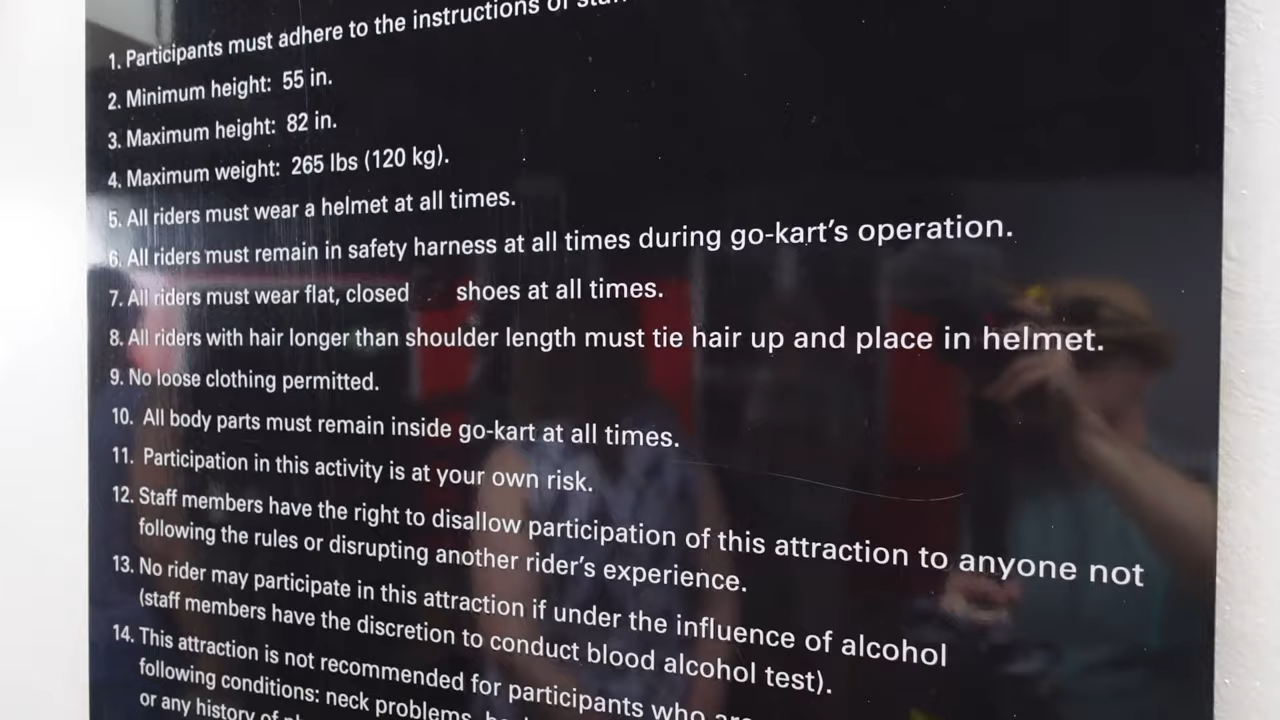 1. Participants must adhere to the instructions of
2. Minimum height: 55 in.
3. Maximum height: 82 in.
4. Maximum weight: 265 lbs (120 kg).
5. All riders must wear a helmet at all times.
6. All riders must remain in safety harness at all times during go-kart's operation.
7. All riders must wear flat, closed shoes at all times.
8. All riders with hair longer than shoulder length must tie hair up and place in helmet.
9. No loose clothing permitted.
10. All body parts must remain inside go-kart at all times.
11. Participation in this activity is at your own risk.
12. Staff members have the right to disallow participation of this attraction to anyone not
following the rules or disrupting another rider's experience.
13. No rider may participate in this attraction if under the influence of alcohol
(staff members have the discretion to conduct blood alcohol test).
14. This attraction is not recommended for participants who
following conditions: neck problems,
or any history of